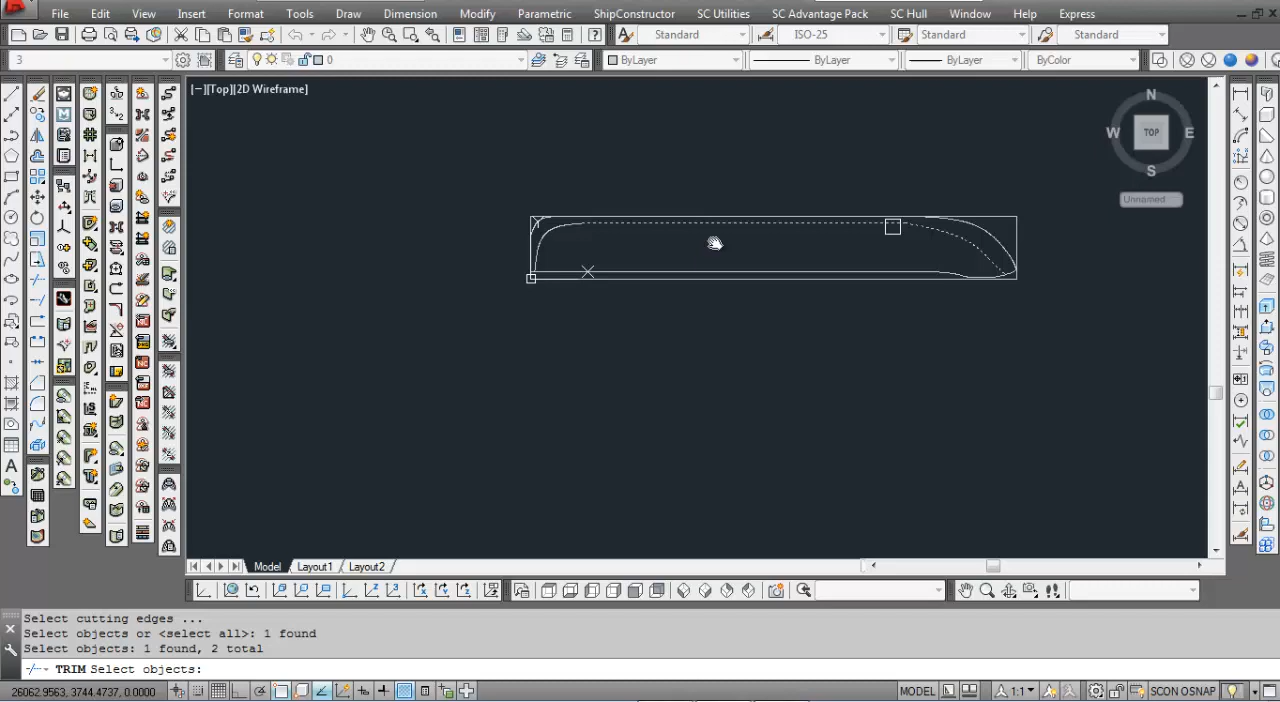 File Edit View Insert Format Tools Draw Dimension Modify Parametric ShipConstructor SC Utilities SC Advantage Pack SC Hull Window Help Express
Standard ISO-25 Standard Standard
3 0 ByLayer ByLayer ByLayer ByColor
[−][Top][2D Wireframe]
N
W TOP E
S
Unnamed
Model Layout1 Layout2
Select cutting edges ...
Select objects or <select all>: 1 found
Select objects: 1 found, 2 total
TRIM Select objects:
26062.9563, 3744.4737, 0.0000 MODEL 1:1 SCON OSNAP